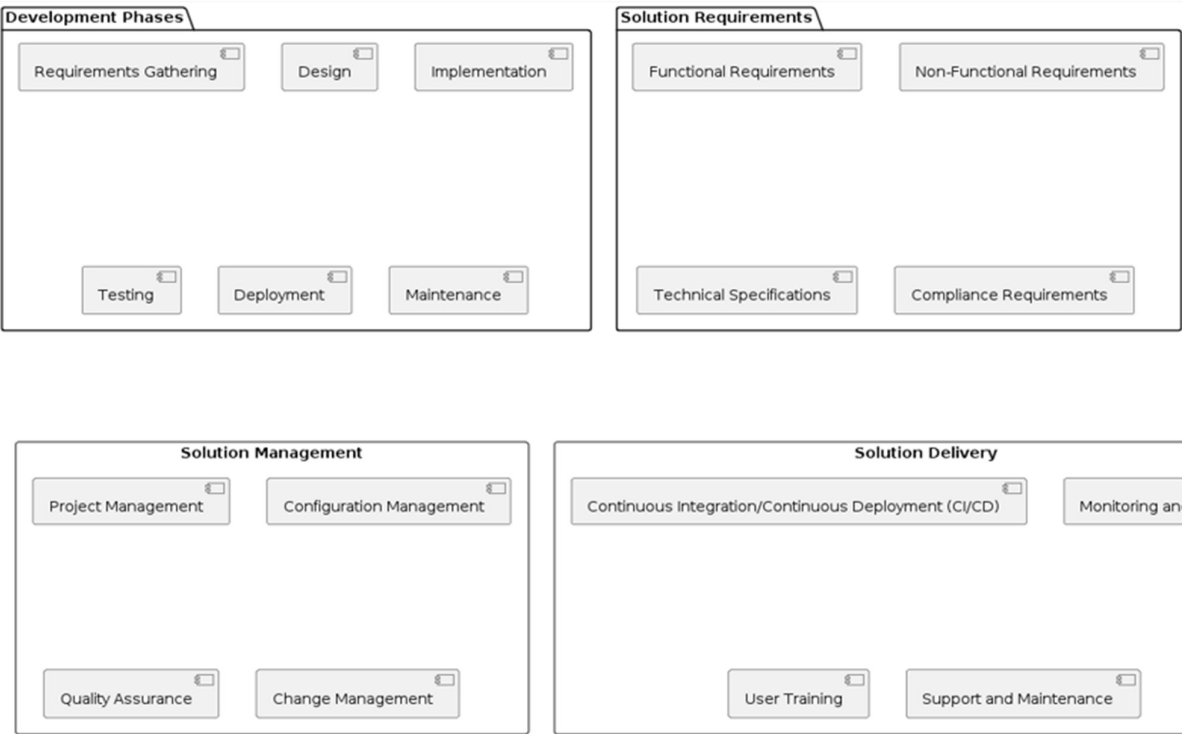 Development Phases
Requirements Gathering
Design
Implementation
Testing
Deployment
Maintenance
Solution Requirements
Functional Requirements
Non-Functional Requirements
Technical Specifications
Compliance Requirements
Solution Management
Project Management
Configuration Management
Quality Assurance
Change Management
Solution Delivery
Continuous Integration/Continuous Deployment (CI/CD)
Monitoring
User Training
Support and Maintenance